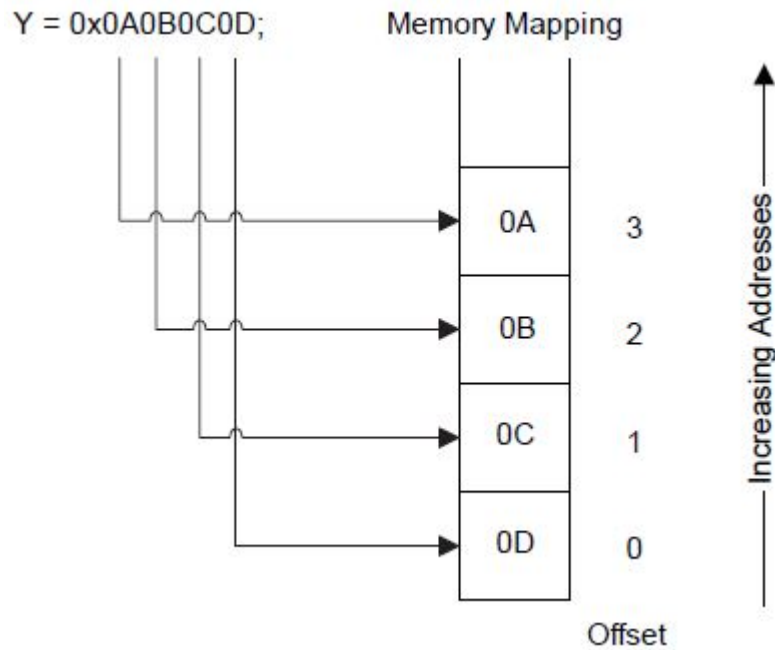 Y = 0x0A0B0C0D;
Memory Mapping
0A
3
0B
2
0C
1
0D
0
Offset
Increasing Addresses